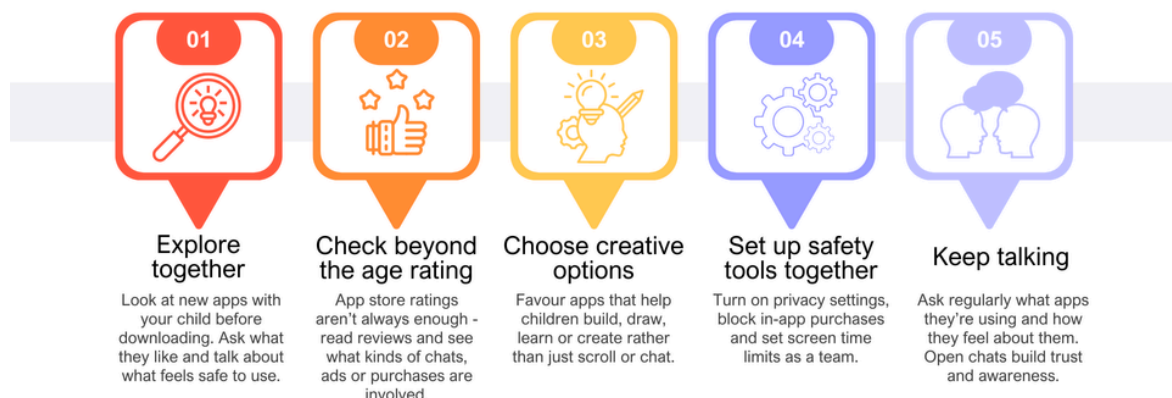 01
Explore
together
Look at new apps with
your child before
downloading. Ask what
they like and talk about
what feels safe to use.
02
Check beyond
the age rating
App store ratings
aren't always enough -
read reviews and see
what kinds of chats,
ads or purchases are
involved
03
Choose creative
options
Favour apps that help
children build, draw,
learn or create rather
than just scroll or chat.
04
Set up safety
tools together
Turn on privacy settings,
block in-app purchases
and set screen time
limits as a team.
05
Keep talking
Ask regularly what apps
they're using and how
they feel about them.
Open chats build trust
and awareness.